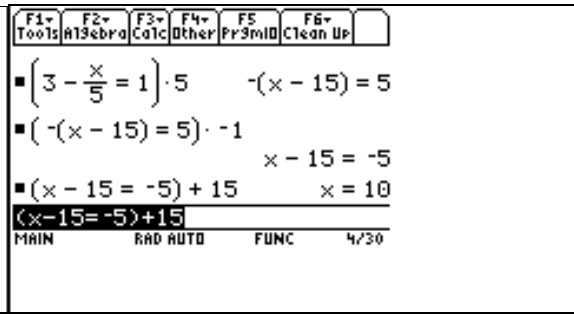 F1▾ F2▾ F3▾ F4▾ F5 F6▾
Tools Algebra Calc Other PrgmIO Clean Up
▪(3 − x/5 = 1)·5 -(x − 15) = 5
▪( -(x − 15) = 5)· -1
x − 15 = -5
▪(x − 15 = -5) + 15 x = 10
(x-15=-5)+15
MAIN RAD AUTO FUNC 4/30